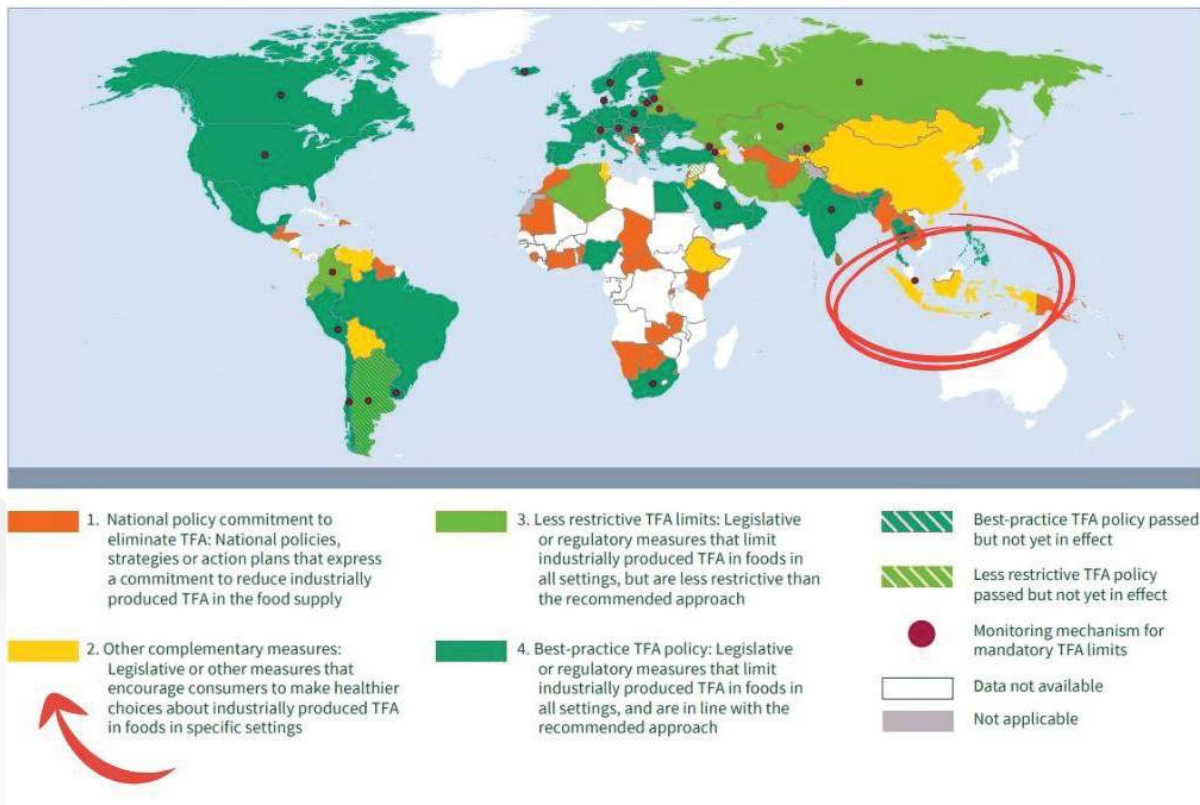 1. National policy commitment to
eliminate TFA: National policies,
strategies or action plans that express
a commitment to reduce industrially
produced TFA in the food supply
2. Other complementary measures:
Legislative or other measures that
encourage consumers to make healthier
choices about industrially produced TFA
in foods in specific settings
3. Less restrictive TFA limits: Legislative
or regulatory measures that limit
industrially produced TFA in foods in
all settings, but are less restrictive than
the recommended approach
4. Best-practice TFA policy: Legislative
or regulatory measures that limit
industrially produced TFA in foods in
all settings, and are in line with the
recommended approach
Best-practice TFA policy passed
but not yet in effect
Less restrictive TFA policy
passed but not yet in effect
Monitoring mechanism for
mandatory TFA limits
Data not available
Not applicable